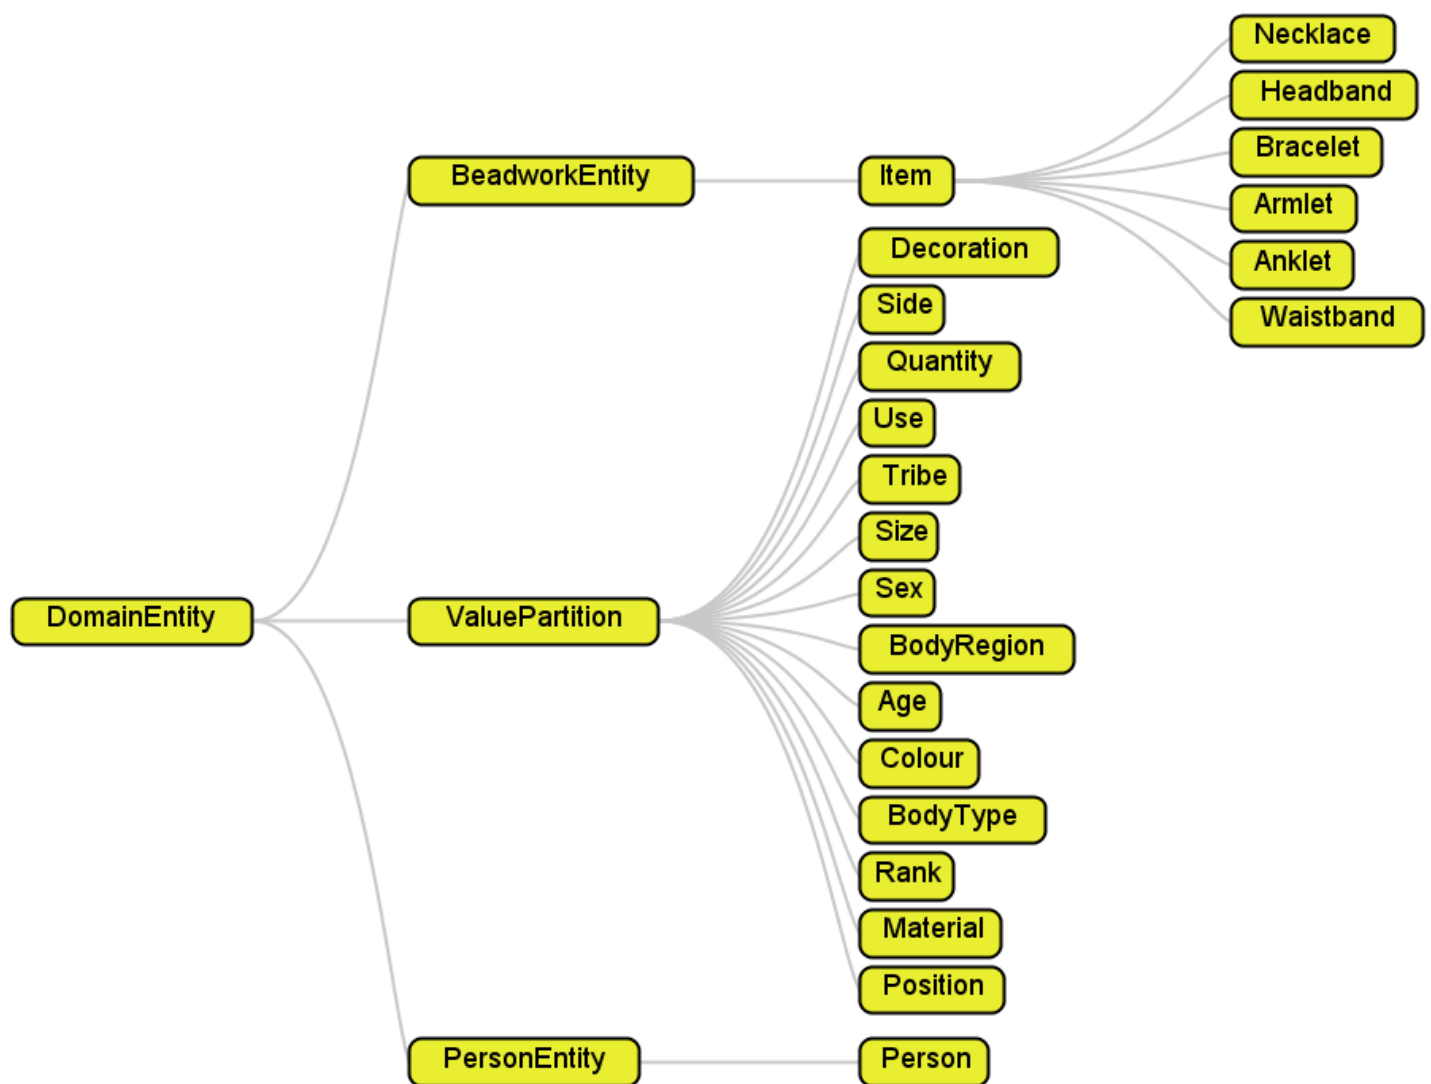 Necklace
Headband
Bracelet
BeadworkEntity
Item
Armlet
Anklet
Waistband
Decoration
Side
Quantity
Use
Tribe
Size
Sex
DomainEntity
ValuePartition
BodyRegion
Age
Colour
BodyType
Rank
Material
Position
PersonEntity
Person